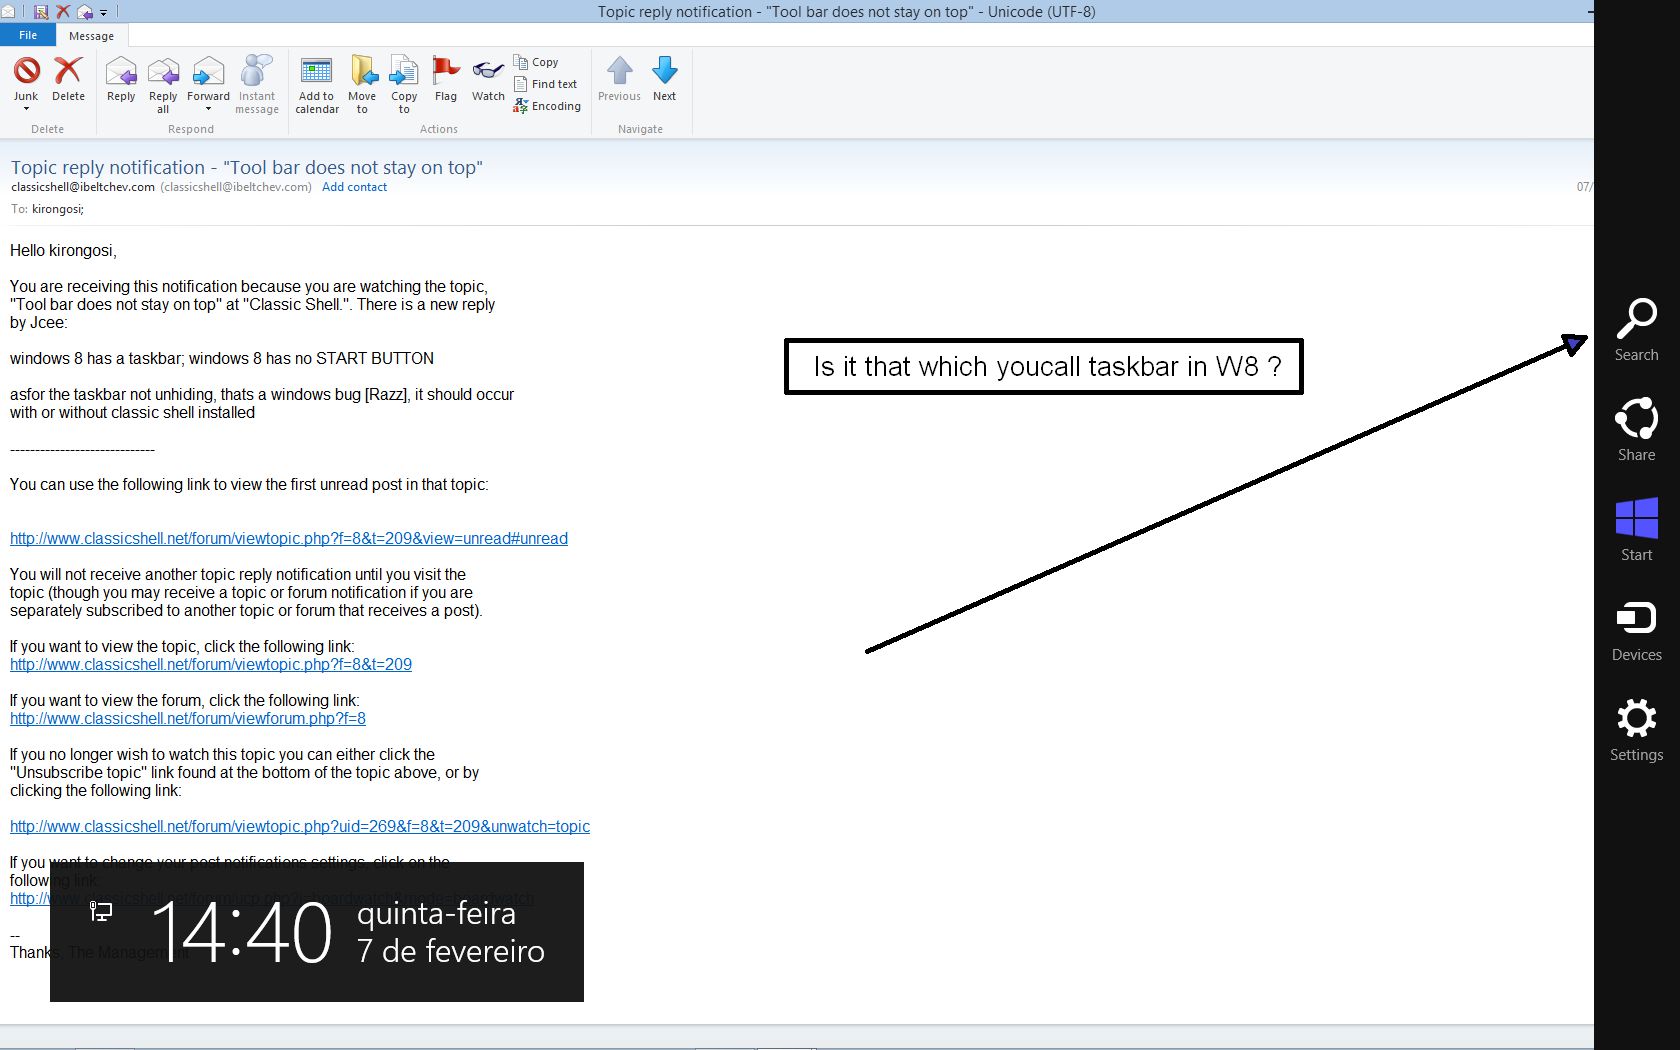 Topic reply notification - "Tool bar does not stay on top" - Unicode (UTF-8)
File
Message
Junk
Delete
Reply
Reply all
Forward
Instant message
Add to calendar
Move to
Copy to
Flag
Watch
Copy
Find text
Encoding
Previous
Next
Delete
Respond
Actions
Navigate
Topic reply notification - "Tool bar does not stay on top"
classicshell@ibeltchev.com (classicshell@ibeltchev.com) Add contact
07/
To: kirongosi;
Hello kirongosi,
You are receiving this notification because you are watching the topic,
"Tool bar does not stay on top" at "Classic Shell.". There is a new reply
by Jcee:
windows 8 has a taskbar; windows 8 has no START BUTTON
asfor the taskbar not unhiding, thats a windows bug [Razz], it should occur
with or without classic shell installed
-----------------------------
You can use the following link to view the first unread post in that topic:
http://www.classicshell.net/forum/viewtopic.php?f=8&t=209&view=unread#unread
You will not receive another topic reply notification until you visit the
topic (though you may receive a topic or forum notification if you are
separately subscribed to another topic or forum that receives a post).
If you want to view the topic, click the following link:
http://www.classicshell.net/forum/viewtopic.php?f=8&t=209
If you want to view the forum, click the following link:
http://www.classicshell.net/forum/viewforum.php?f=8
If you no longer wish to watch this topic you can either click the
"Unsubscribe topic" link found at the bottom of the topic above, or by
clicking the following link:
http://www.classicshell.net/forum/viewtopic.php?uid=269&f=8&t=209&unwatch=topic
If you want to change your post notifications settings, click on the
following link:
--
Thanks, The Management
14:40
quinta-feira
7 de fevereiro
Is it that which youcall taskbar in W8 ?
Search
Share
Start
Devices
Settings